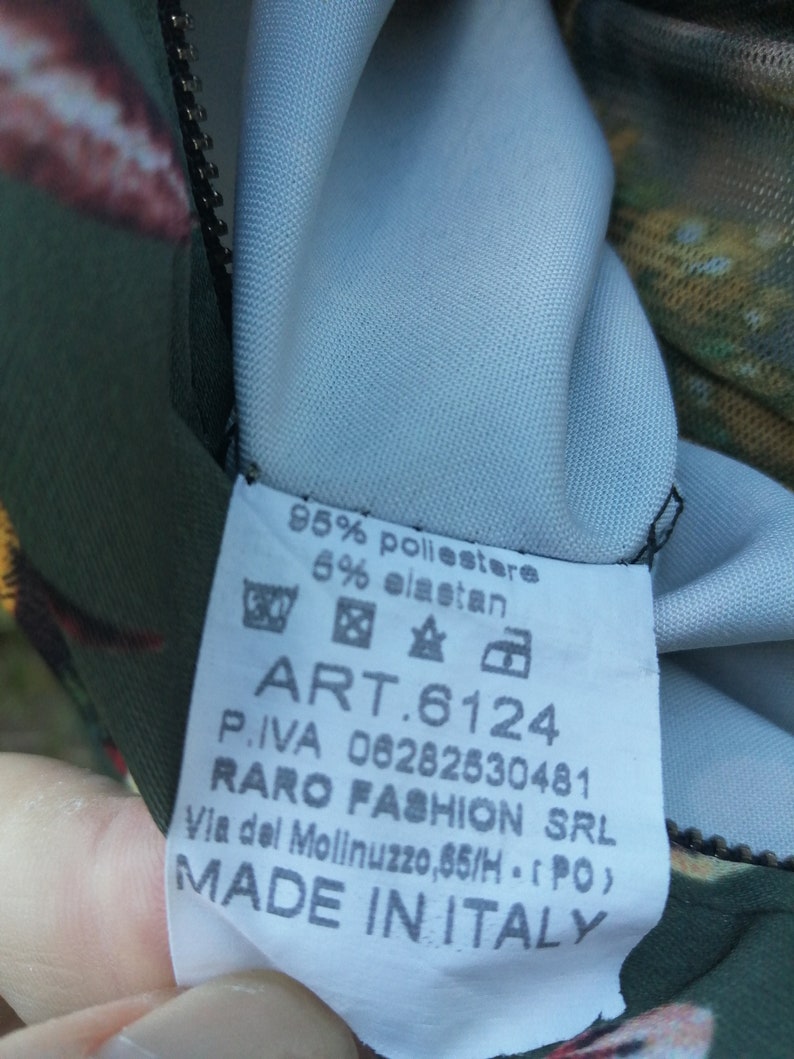 95% poliestere
5% elastan
30
ART.6124
P.IVA 06282530481
RARO FASHION SRL
Via del Molinuzzo,65/H - (PO)
MADE IN ITALY